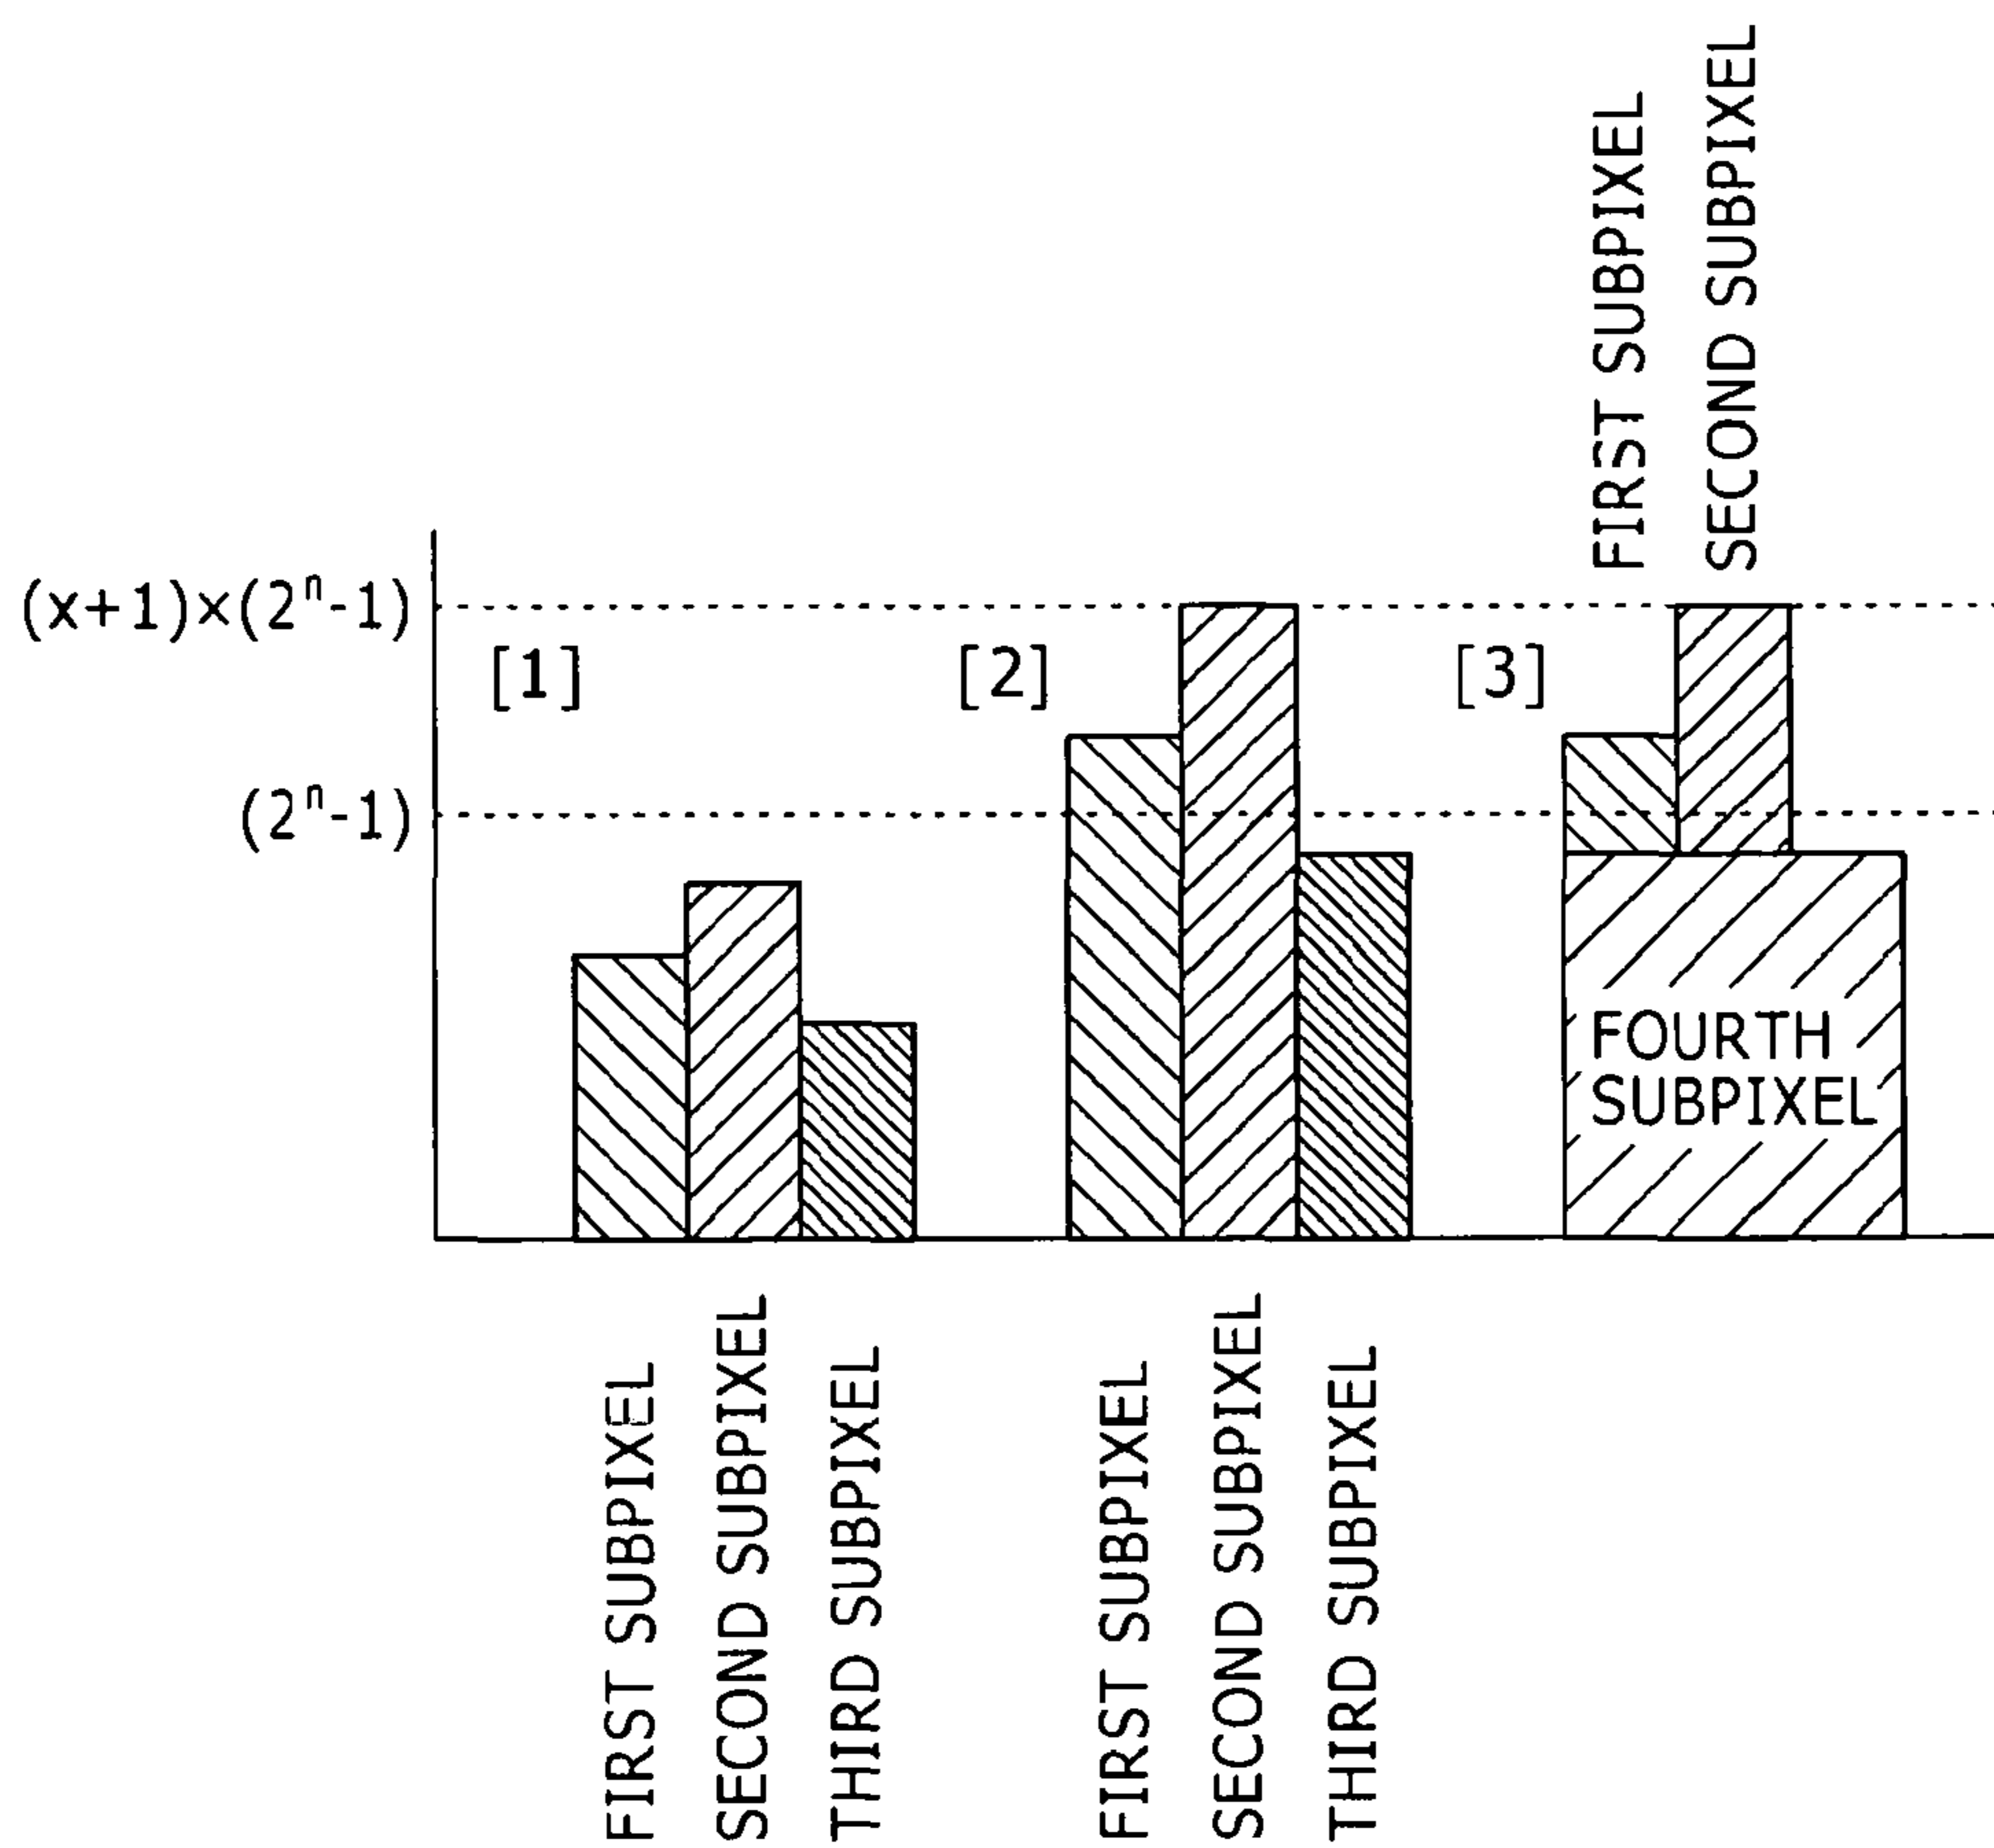 FIRST SUBPIXEL
SECOND SUBPIXEL
(x+1)×(2ⁿ-1)
[1]
[2]
[3]
(2ⁿ-1)
FOURTH
SUBPIXEL
FIRST SUBPIXEL
SECOND SUBPIXEL
THIRD SUBPIXEL
FIRST SUBPIXEL
SECOND SUBPIXEL
THIRD SUBPIXEL